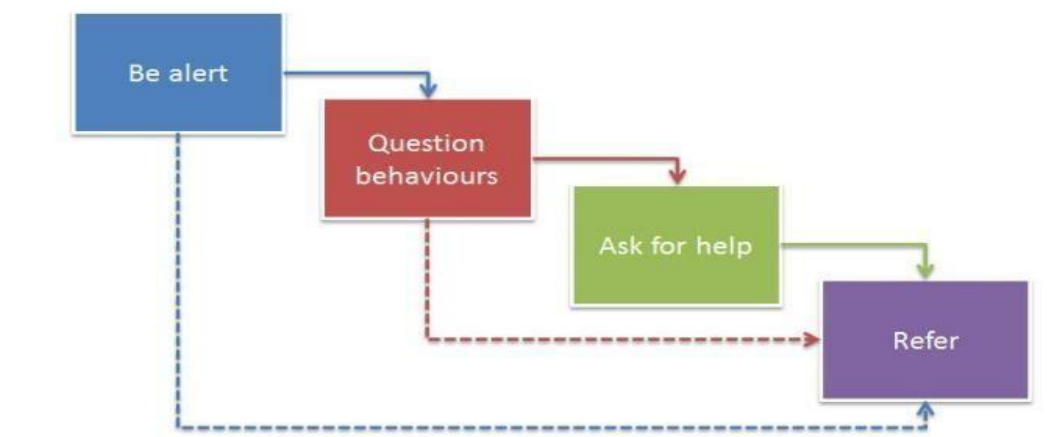 Be alert
Question
behaviours
Ask for help
Refer